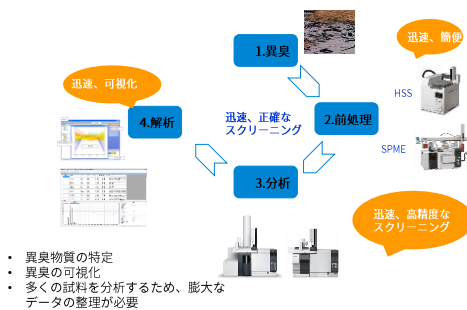 1.異臭
迅速、簡便
HSS
2.前処理
SPME
迅速、正確な
スクリーニング
迅速、可視化
4.解析
3.分析
迅速、高精度な
スクリーニング
• 異臭物質の特定
• 異臭の可視化
• 多くの試料を分析するため、膨大な
データの整理が必要